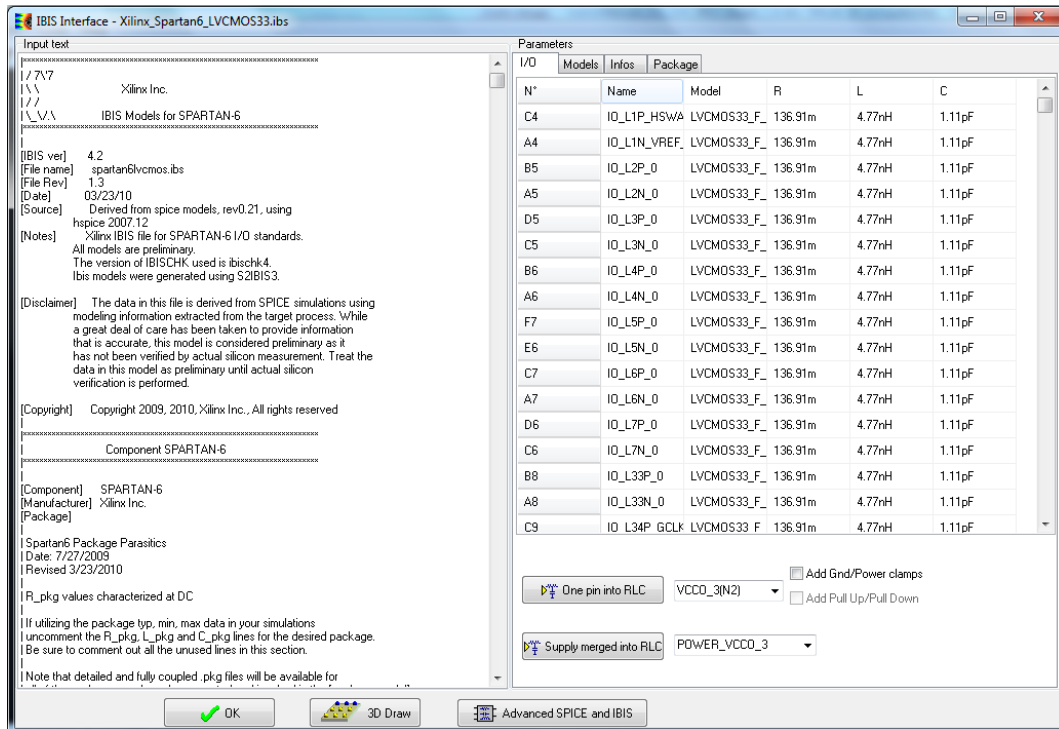 IBIS Interface - Xilinx_Spartan6_LVCMOS33.ibs
Input text
|/ 7\'7
|\ \ Xilinx Inc.
|/ /
|\_\/.\ IBIS Models for SPARTAN-6
|
[IBIS ver] 4.2
[File name] spartan6lvcmos.ibs
[File Rev] 1.3
[Date] 03/23/10
[Source] Derived from spice models, rev0.21, using
hspice 2007.12
[Notes] Xilinx IBIS file for SPARTAN-6 I/O standards.
All models are preliminary.
The version of IBISCHK used is ibischk4.
Ibis models were generated using S2IBIS3.
[Disclaimer] The data in this file is derived from SPICE simulations using
modeling information extracted from the target process. While
a great deal of care has been taken to provide information
that is accurate, this model is considered preliminary as it
has not been verified by actual silicon measurement. Treat the
data in this model as preliminary until actual silicon
verification is performed.
[Copyright] Copyright 2009, 2010, Xilinx Inc., All rights reserved
|
| Component SPARTAN-6
|
[Component] SPARTAN-6
[Manufacturer] Xilinx Inc.
[Package]
|
| Spartan6 Package Parasitics
| Date: 7/27/2009
| Revised 3/23/2010
|
| R_pkg values characterized at DC
|
| If utilizing the package typ, min, max data in your simulations
| uncomment the R_pkg, L_pkg and C_pkg lines for the desired package.
| Be sure to comment out all the unused lines in this section.
|
| Note that detailed and fully coupled .pkg files will be available for
Parameters
I/O Models Infos Package
N° Name Model R L C
C4 IO_L1P_HSWA LVCMOS33_F_ 136.91m 4.77nH 1.11pF
A4 IO_L1N_VREF_ LVCMOS33_F_ 136.91m 4.77nH 1.11pF
B5 IO_L2P_0 LVCMOS33_F_ 136.91m 4.77nH 1.11pF
A5 IO_L2N_0 LVCMOS33_F_ 136.91m 4.77nH 1.11pF
D5 IO_L3P_0 LVCMOS33_F_ 136.91m 4.77nH 1.11pF
C5 IO_L3N_0 LVCMOS33_F_ 136.91m 4.77nH 1.11pF
B6 IO_L4P_0 LVCMOS33_F_ 136.91m 4.77nH 1.11pF
A6 IO_L4N_0 LVCMOS33_F_ 136.91m 4.77nH 1.11pF
F7 IO_L5P_0 LVCMOS33_F_ 136.91m 4.77nH 1.11pF
E6 IO_L5N_0 LVCMOS33_F_ 136.91m 4.77nH 1.11pF
C7 IO_L6P_0 LVCMOS33_F_ 136.91m 4.77nH 1.11pF
A7 IO_L6N_0 LVCMOS33_F_ 136.91m 4.77nH 1.11pF
D6 IO_L7P_0 LVCMOS33_F_ 136.91m 4.77nH 1.11pF
C6 IO_L7N_0 LVCMOS33_F_ 136.91m 4.77nH 1.11pF
B8 IO_L33P_0 LVCMOS33_F_ 136.91m 4.77nH 1.11pF
A8 IO_L33N_0 LVCMOS33_F_ 136.91m 4.77nH 1.11pF
C9 IO_L34P_GCLK LVCMOS33_F 136.91m 4.77nH 1.11pF
One pin into RLC VCCO_3(N2) Add Gnd/Power clamps
Add Pull Up/Pull Down
Supply merged into RLC POWER_VCCO_3
OK 3D Draw Advanced SPICE and IBIS